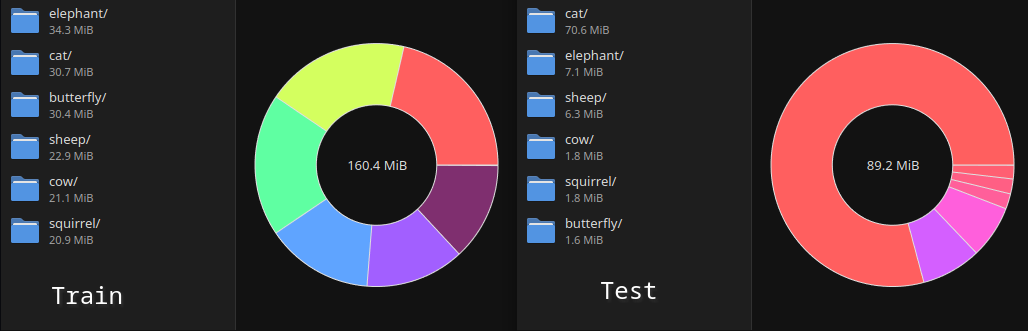 elephant/
34.3 MiB
cat/
30.7 MiB
butterfly/
30.4 MiB
sheep/
22.9 MiB
cow/
21.1 MiB
squirrel/
20.9 MiB
Train
160.4 MiB
cat/
70.6 MiB
elephant/
7.1 MiB
sheep/
6.3 MiB
cow/
1.8 MiB
squirrel/
1.8 MiB
butterfly/
1.6 MiB
Test
89.2 MiB